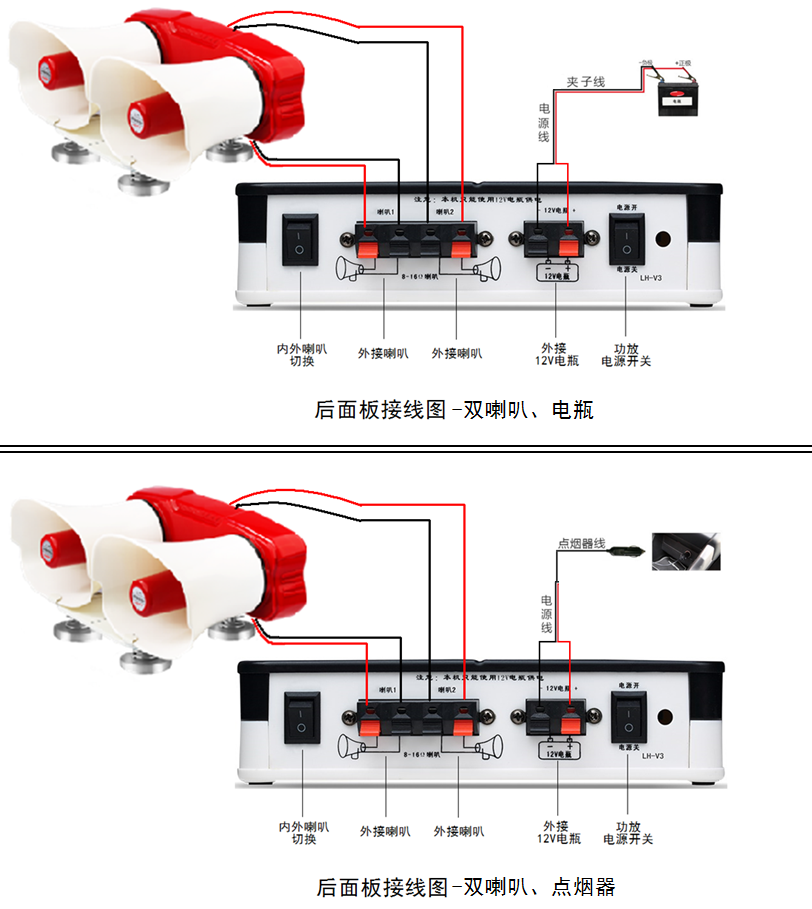 -负极 +正极
夹子线
电瓶
电源线
注意：本机只能使用12V电瓶供电
喇叭1 喇叭2 - 12V电瓶 + 电源开
8-16Ω喇叭 - + 12V电瓶 电源关
LH-V3
内外喇叭切换 外接喇叭 外接喇叭 外接12V电瓶 功放电源开关
后面板接线图-双喇叭、电瓶
点烟器线
电源线
注意：本机只能使用12V电瓶供电
喇叭1 喇叭2 - 12V电瓶 + 电源开
8-16Ω喇叭 - + 12V电瓶 电源关
LH-V3
内外喇叭切换 外接喇叭 外接喇叭 外接12V电瓶 功放电源开关
后面板接线图-双喇叭、点烟器